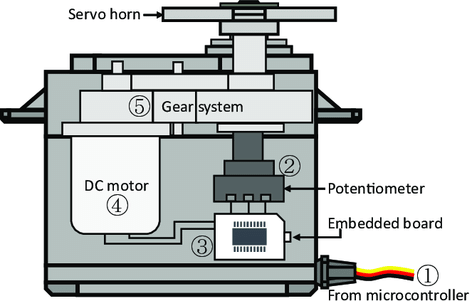 Servo horn
⑤ Gear system
②
DC motor
④
Potentiometer
Embedded board
③
①
From microcontroller